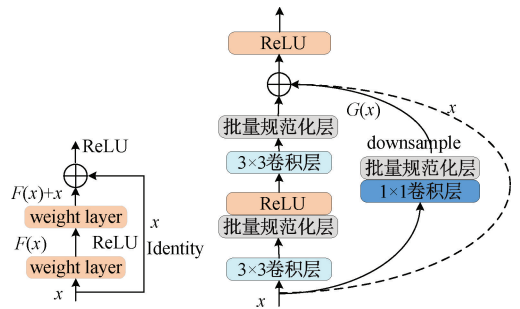 ReLU
F(x)+x
weight layer
F(x)
ReLU
x
Identity
weight layer
x
ReLU
G(x)
x
批量规范化层
downsample
3×3卷积层
批量规范化层
1×1卷积层
ReLU
批量规范化层
3×3卷积层
x